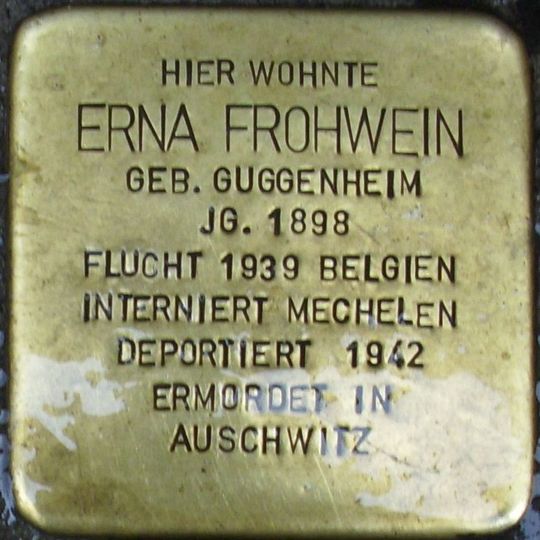 HIER WOHNTE
ERNA FROHWEIN
GEB. GUGGENHEIM
JG. 1898
FLUCHT 1939 BELGIEN
INTERNIERT MECHELEN
DEPORTIERT 1942
ERMORDET IN
AUSCHWITZ